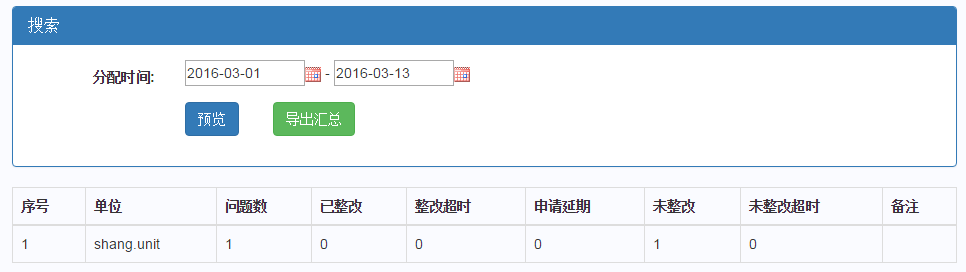 搜索
分配时间: 2016-03-01 - 2016-03-13
预览 导出汇总
序号 单位 问题数 已整改 整改超时 申请延期 未整改 未整改超时 备注
1 shang.unit 1 0 0 0 1 0